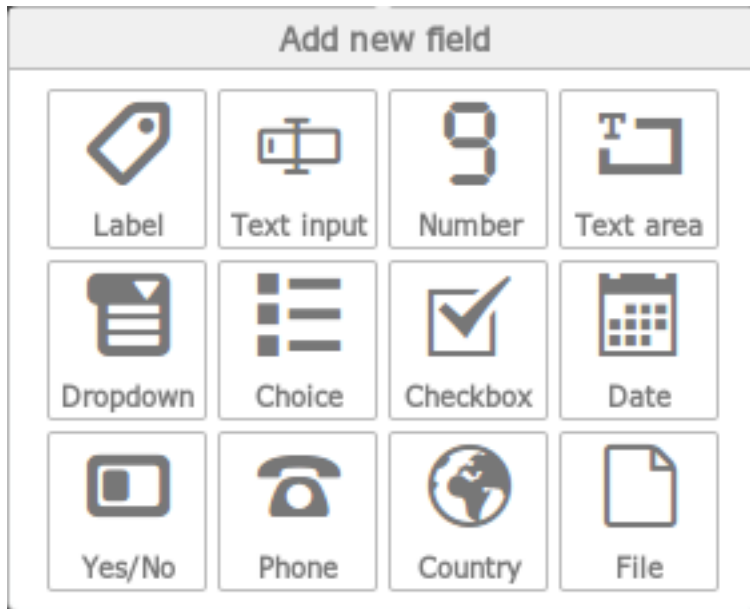 Add new field
Label Text input Number Text area
Dropdown Choice Checkbox Date
Yes/No Phone Country File